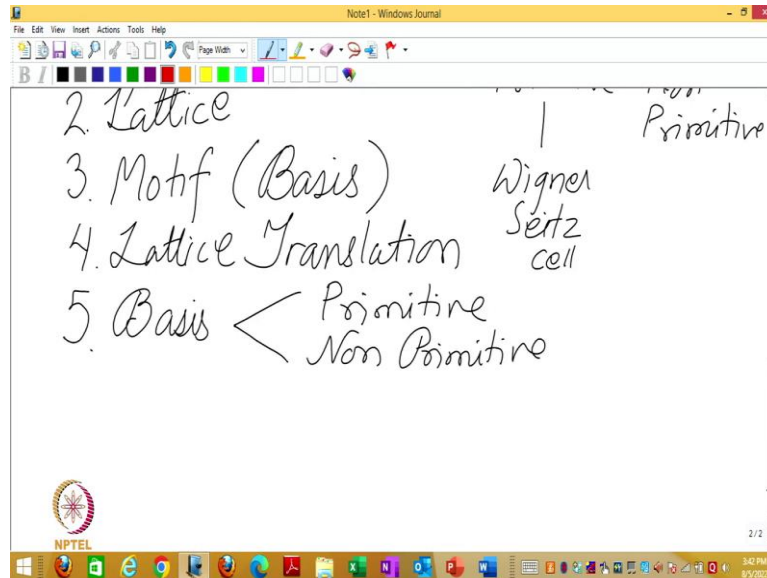 Note1 - Windows Journal
File Edit View Insert Actions Tools Help
Page Width
B I
2. Lattice
Primitive
3. Motif (Basis)
Wigner
Seitz
cell
4. Lattice Translation
5. Basis < Primitive
Non Primitive
NPTEL
2/2
3:42 PM